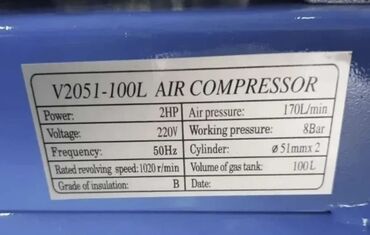 V2051-100L AIR COMPRESSOR
Power: 2HP Air pressure: 170L/min
Voltage: 220V Working pressure: 8Bar
Frequency: 50Hz Cylinder: ø51mm x 2
Rated revolving speed: 1020 r/min Volume of gas tank: 100L
Grade of insulation: B Date: